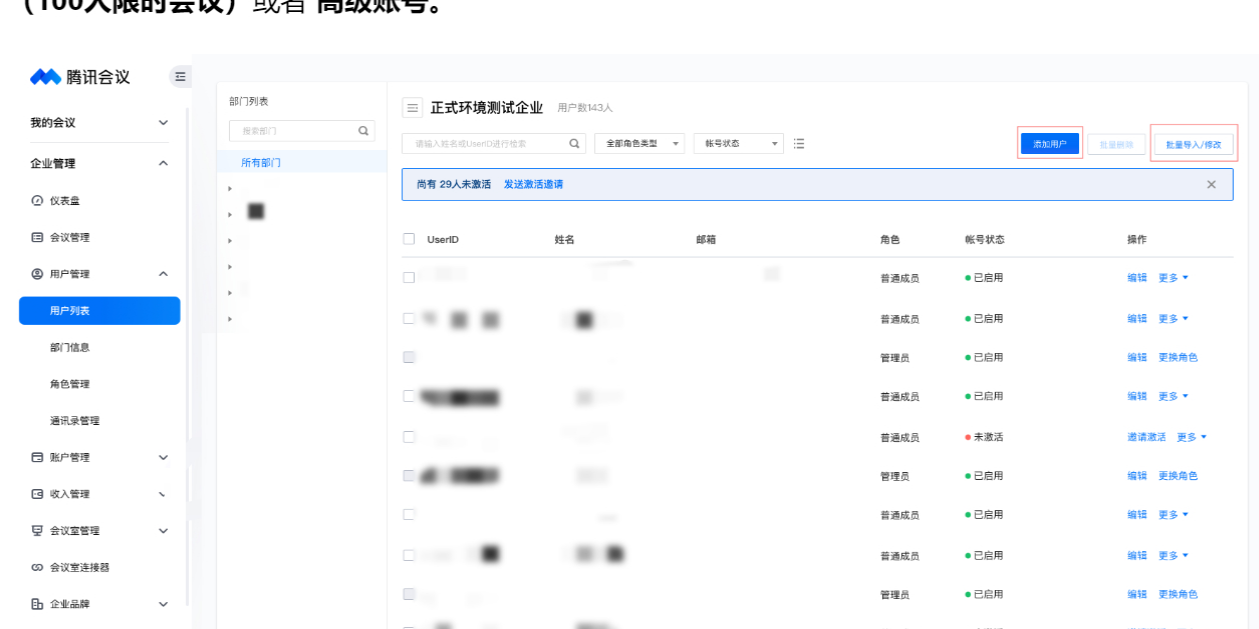 （100人限时会议）或者 高级账号。
腾讯会议
我的会议
企业管理
仪表盘
会议管理
用户管理
用户列表
部门信息
角色管理
通讯录管理
账户管理
收入管理
会议室管理
会议室连接器
企业品牌
部门列表
搜索部门
所有部门
正式环境测试企业 用户数143人
请输入姓名或UserID进行检索 全部角色类型 帐号状态 添加用户 批量删除 批量导入/修改
尚有 29人未激活 发送激活邀请
UserID 姓名 邮箱 角色 帐号状态 操作
普通成员 已启用 编辑 更多
普通成员 已启用 编辑 更多
管理员 已启用 编辑 更换角色
普通成员 已启用 编辑 更多
普通成员 未激活 邀请激活 更多
管理员 已启用 编辑 更换角色
普通成员 已启用 编辑 更多
普通成员 已启用 编辑 更多
管理员 已启用 编辑 更换角色